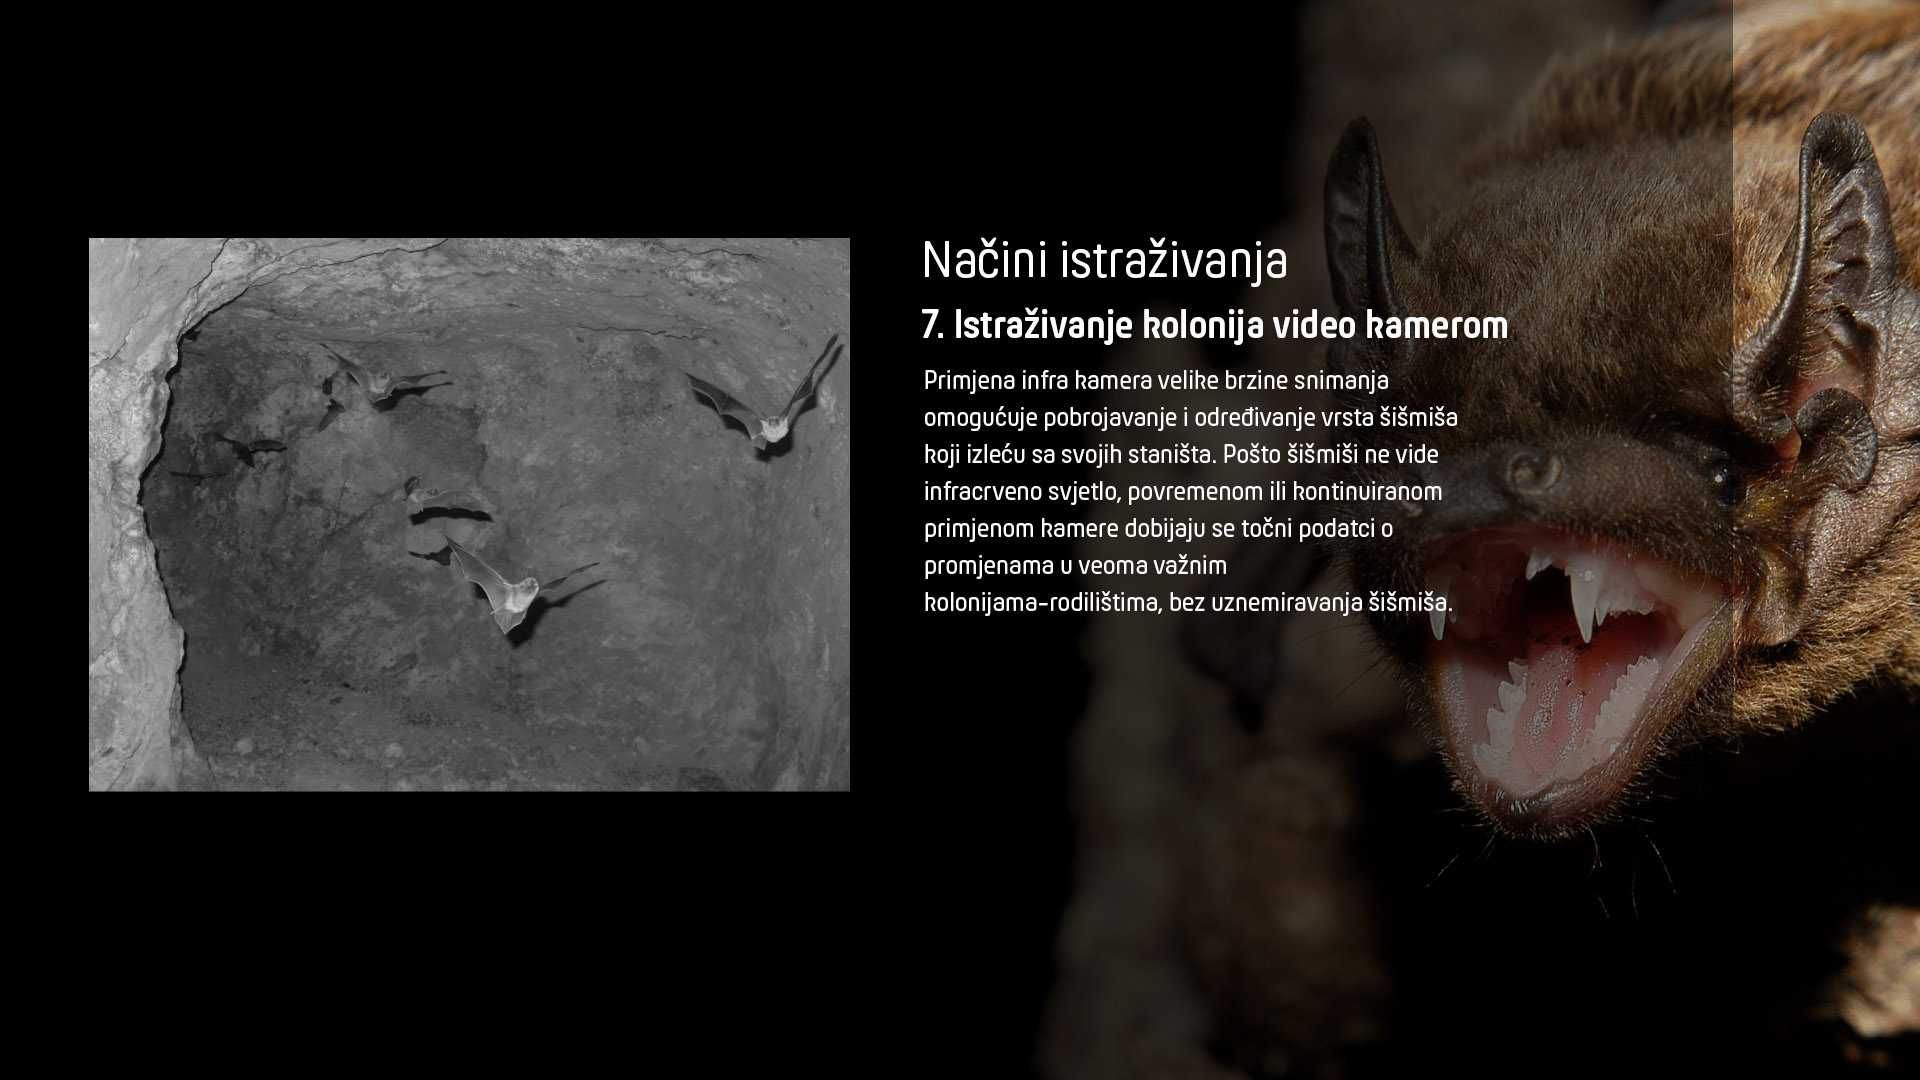 Načini istraživanja
7. Istraživanje kolonija video kamerom
Primjena infra kamera velike brzine snimanja
omogućuje pobrojavanje i određivanje vrsta šišmiša
koji izleću sa svojih staništa. Pošto šišmiši ne vide
infracrveno svjetlo, povremenom ili kontinuiranom
primjenom kamere dobijaju se točni podatci o
promjenama u veoma važnim
kolonijama-rodilištima, bez uznemiravanja šišmiša.